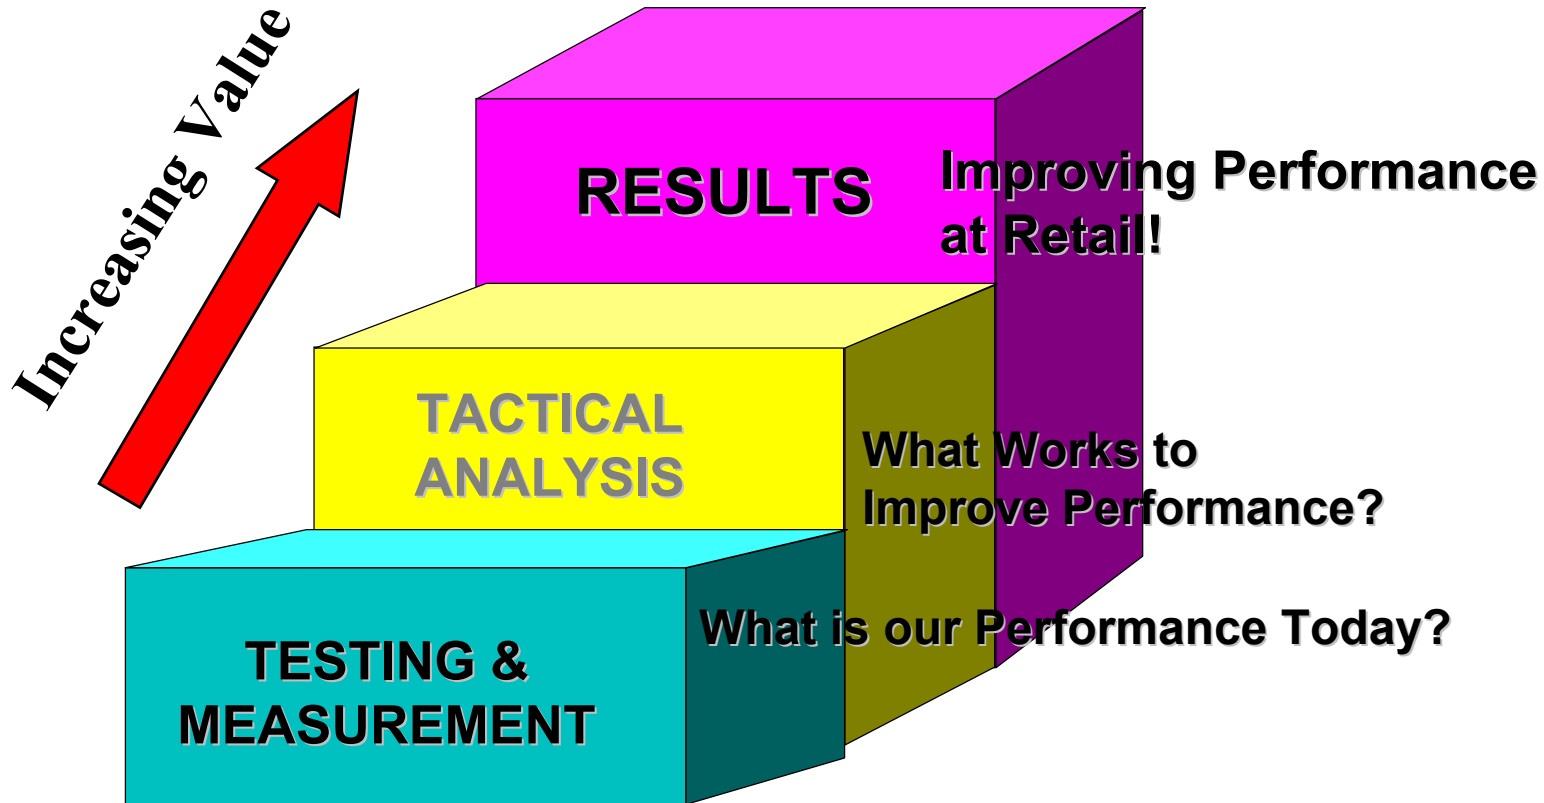 Increasing Value
RESULTS
Improving Performance
at Retail!
TACTICAL
ANALYSIS
What Works to
Improve Performance?
TESTING &
MEASUREMENT
What is our Performance Today?